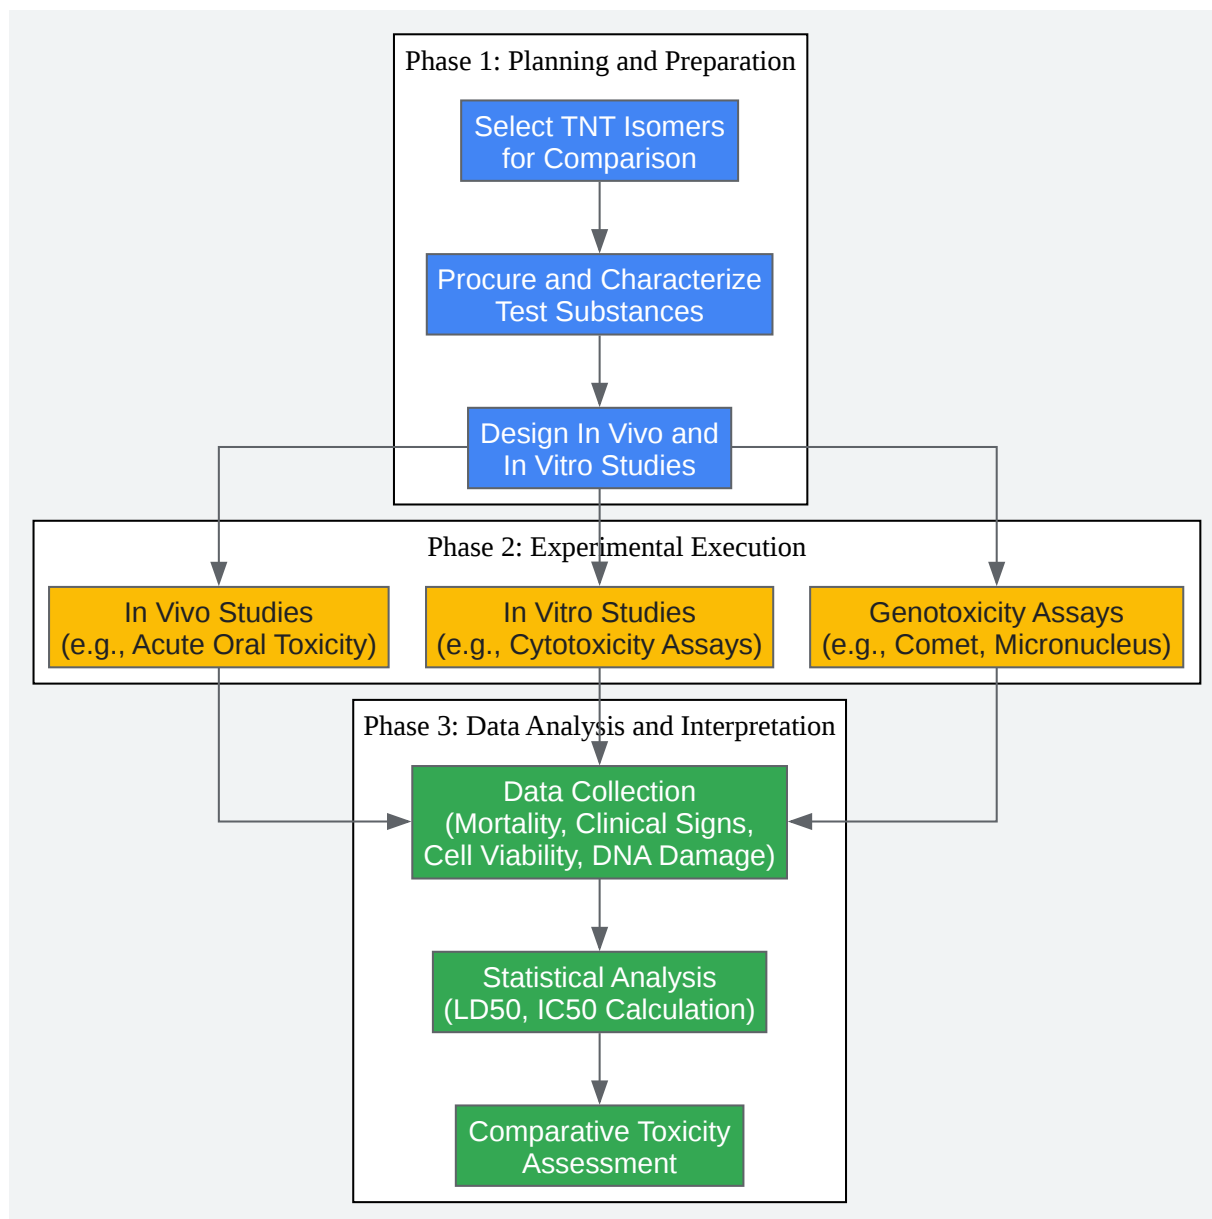 Phase 1: Planning and Preparation
Select TNT Isomers
for Comparison
Procure and Characterize
Test Substances
Design In Vivo and
In Vitro Studies
Phase 2: Experimental Execution
In Vivo Studies
(e.g., Acute Oral Toxicity)
In Vitro Studies
(e.g., Cytotoxicity Assays)
Genotoxicity Assays
(e.g., Comet, Micronucleus)
Phase 3: Data Analysis and Interpretation
Data Collection
(Mortality, Clinical Signs,
Cell Viability, DNA Damage)
Statistical Analysis
(LD50, IC50 Calculation)
Comparative Toxicity
Assessment